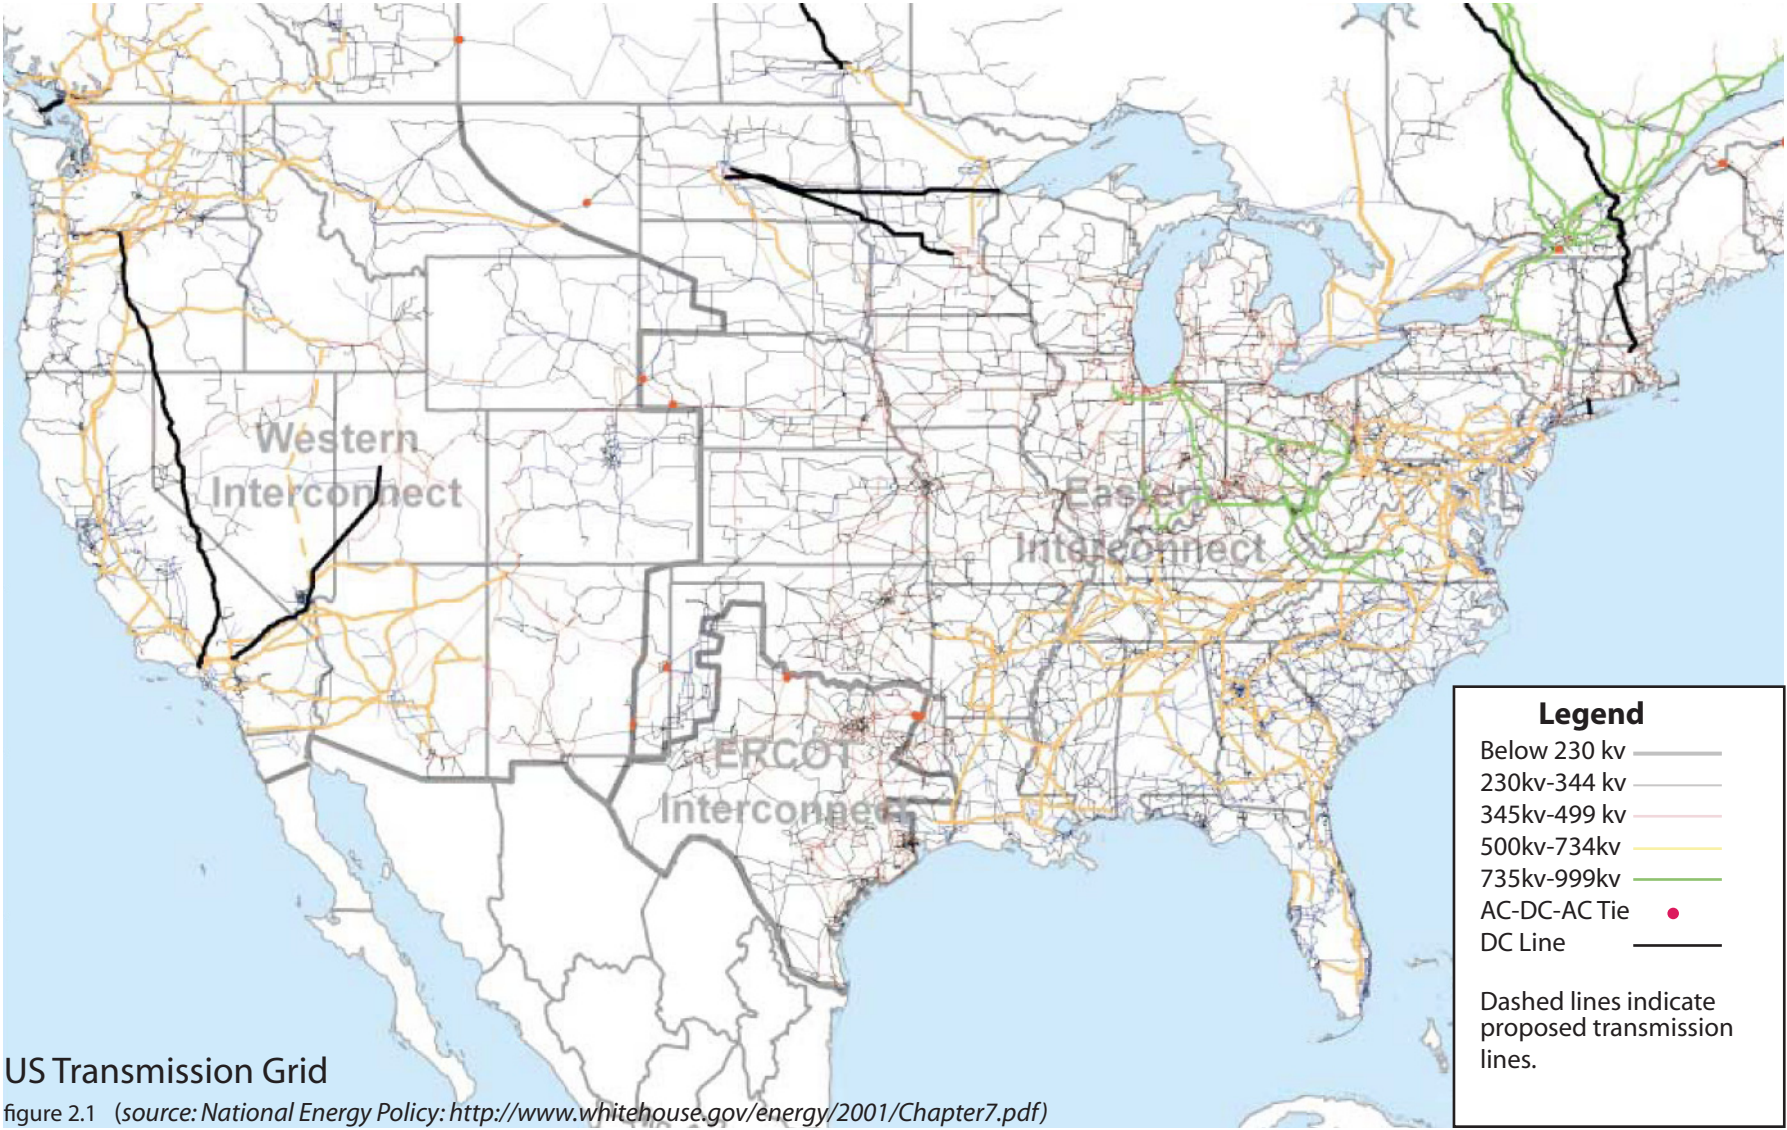 Western
Interconnect
Eastern
Interconnect
ERCOT
Interconnect
Legend
Below 230 kv
230kv-344 kv
345kv-499 kv
500kv-734kv
735kv-999kv
AC-DC-AC Tie
DC Line
Dashed lines indicate
proposed transmission
lines.
US Transmission Grid
figure 2.1 (source: National Energy Policy: http://www.whitehouse.gov/energy/2001/Chapter7.pdf)